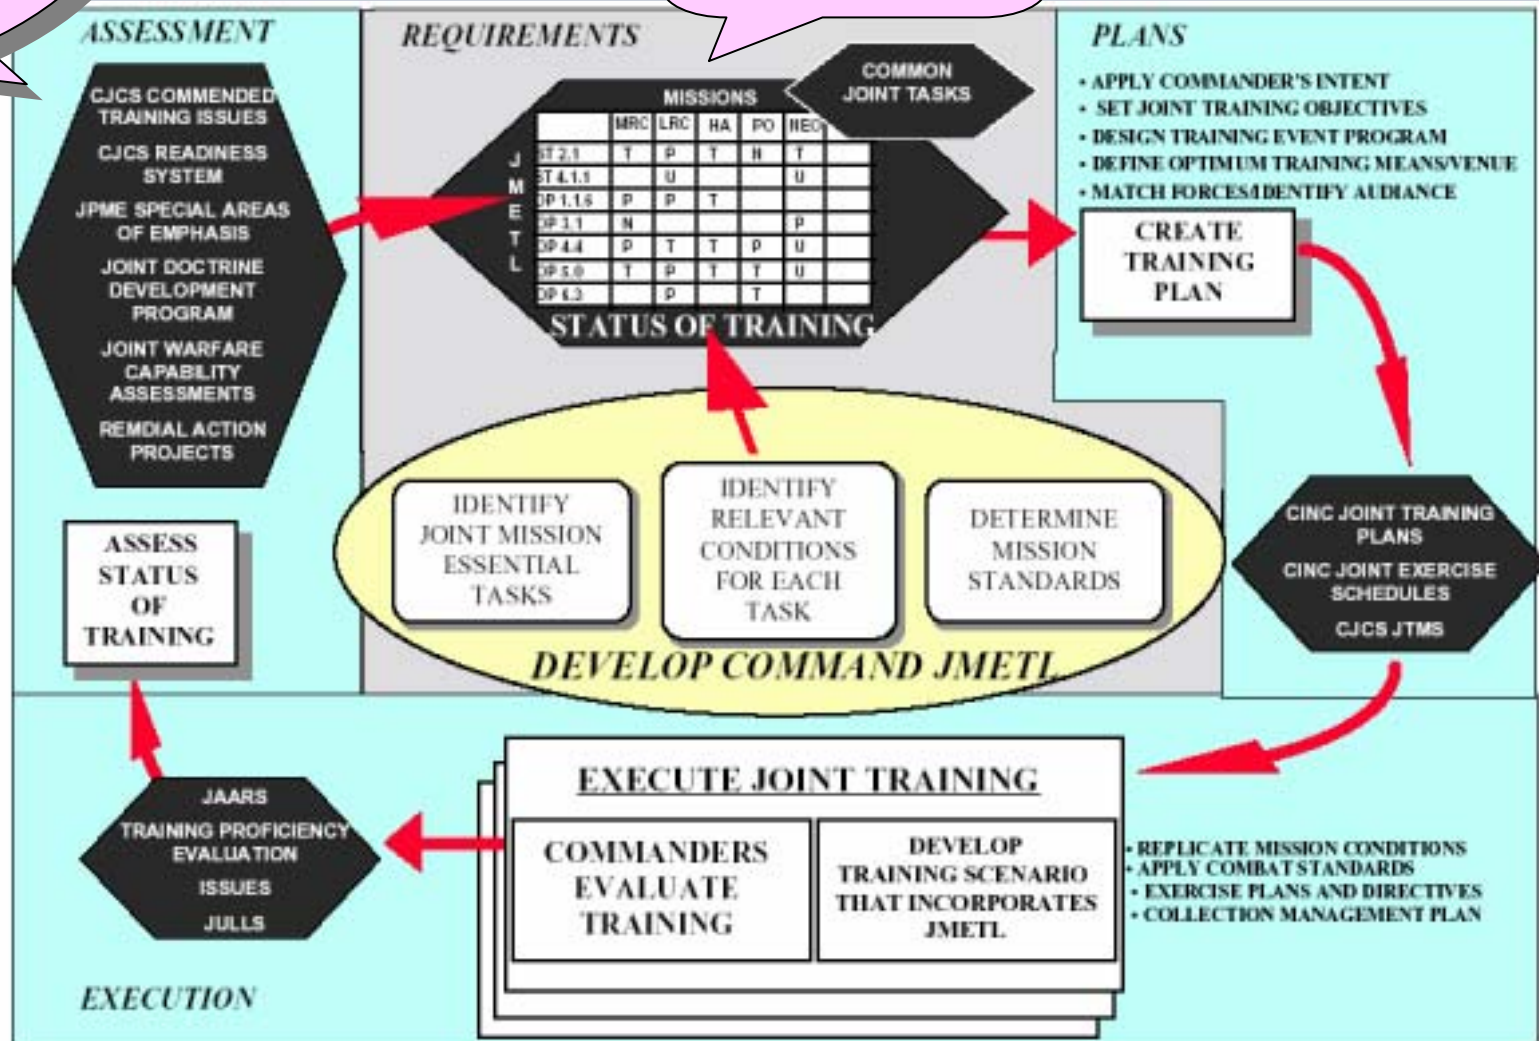 ASSESSMENT
CJCS COMMENDED
TRAINING ISSUES
CJCS READINESS
SYSTEM
JPME SPECIAL AREAS
OF EMPHASIS
JOINT DOCTRINE
DEVELOPMENT
PROGRAM
JOINT WARFARE
CAPABILITY
ASSESSMENTS
REMDIAL ACTION
PROJECTS
ASSESS
STATUS
OF
TRAINING
REQUIREMENTS
COMMON
JOINT TASKS
MISSIONS
JMETL
MRC LRC HA PO NEO
ST 2.1 T P T N T
ST 4.1.1 U U
OP 1.1.6 P P T
OP 3.1 N P
OP 4.4 P T T P U
OP 5.0 T P T T U
OP 6.3 P T
STATUS OF TRAINING
IDENTIFY
JOINT MISSION
ESSENTIAL
TASKS
IDENTIFY
RELEVANT
CONDITIONS
FOR EACH
TASK
DETERMINE
MISSION
STANDARDS
DEVELOP COMMAND JMETL
PLANS
• APPLY COMMANDER'S INTENT
• SET JOINT TRAINING OBJECTIVES
• DESIGN TRAINING EVENT PROGRAM
• DEFINE OPTIMUM TRAINING MEANS/VENUE
• MATCH FORCES/IDENTIFY AUDIANCE
CREATE
TRAINING
PLAN
CINC JOINT TRAINING
PLANS
CINC JOINT EXERCISE
SCHEDULES
CJCS JTMS
EXECUTE JOINT TRAINING
COMMANDERS
EVALUATE
TRAINING
DEVELOP
TRAINING SCENARIO
THAT INCORPORATES
JMETL
• REPLICATE MISSION CONDITIONS
• APPLY COMBAT STANDARDS
• EXERCISE PLANS AND DIRECTIVES
• COLLECTION MANAGEMENT PLAN
JAARS
TRAINING PROFICIENCY
EVALUATION
ISSUES
JULLS
EXECUTION